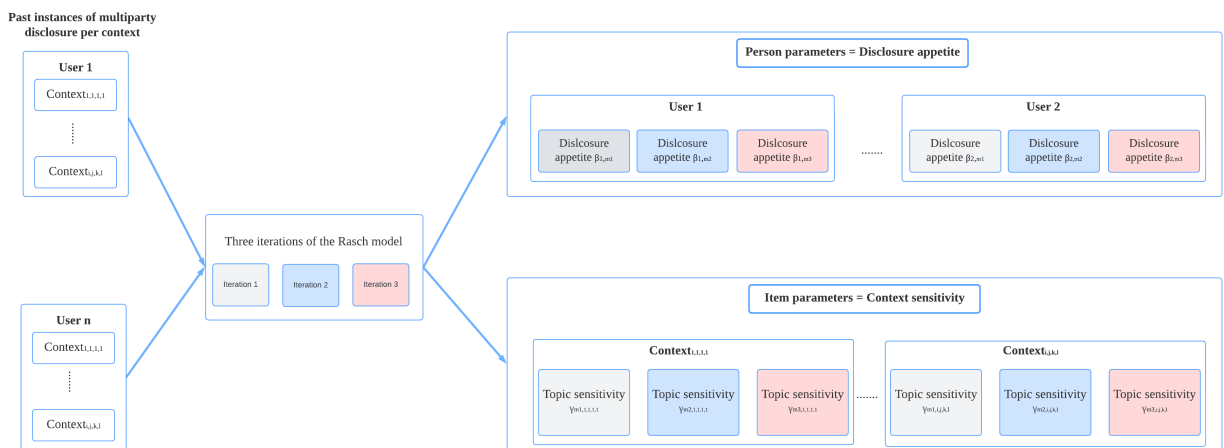 Past instances of multiparty
disclosure per context
User 1
Context1,1,1,1
Contexti,j,k,l
User n
Context1,1,1,1
Contexti,j,k,l
Three iterations of the Rasch model
Iteration 1 Iteration 2 Iteration 3
Person parameters = Disclosure appetite
User 1
Dislcosure Dislcosure Dislcosure
appetite β1,m1 appetite β1,m2 appetite β1,m3
.......
User 2
Dislcosure Dislcosure Dislcosure
appetite β2,m1 appetite β2,m2 appetite β2,m3
Item parameters = Context sensitivity
Context1,1,1,1
Topic sensitivity Topic sensitivity Topic sensitivity
γm1,1,1,1,1 γm2,1,1,1,1 γm3,1,1,1,1
.......
Contexti,j,k,l
Topic sensitivity Topic sensitivity Topic sensitivity
γm1,i,j,k,l γm2,i,j,k,l γm3,i,j,k,l